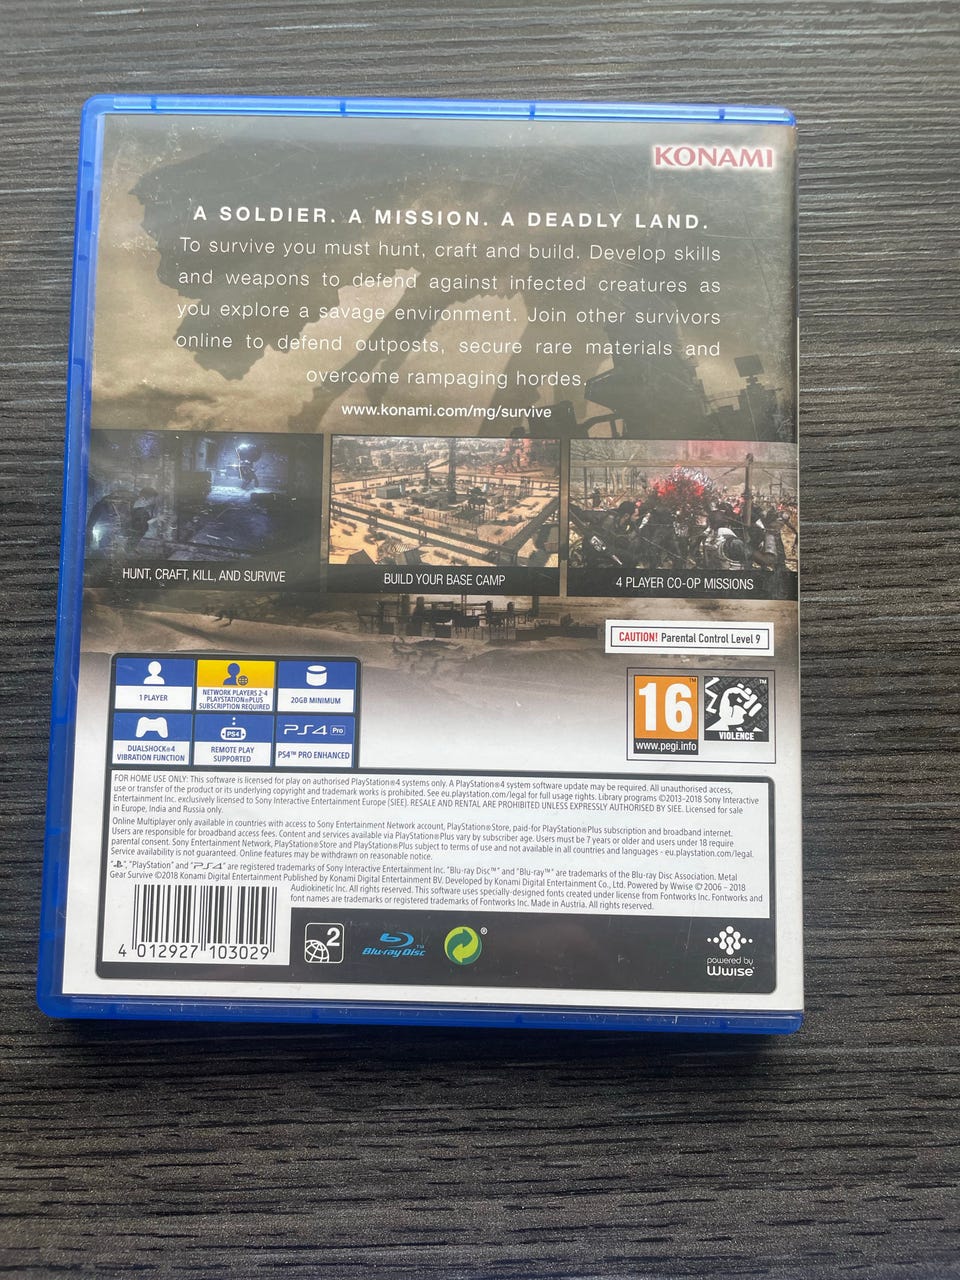 KONAMI
A SOLDIER. A MISSION. A DEADLY LAND.
To survive you must hunt, craft and build. Develop skills
and weapons to defend against infected creatures as
you explore a savage environment. Join other survivors
online to defend outposts, secure rare materials and
overcome rampaging hordes.
www.konami.com/mg/survive
HUNT, CRAFT, KILL, AND SURVIVE
BUILD YOUR BASE CAMP
4 PLAYER CO-OP MISSIONS
CAUTION! Parental Control Level 9
1 PLAYER
NETWORK PLAYERS 2-4
PLAYSTATION®PLUS
SUBSCRIPTION REQUIRED
20GB MINIMUM
DUALSHOCK®4
VIBRATION FUNCTION
PS4
REMOTE PLAY
SUPPORTED
PS4 Pro
PS4™ PRO ENHANCED
16™
www.pegi.info
™
VIOLENCE
FOR HOME USE ONLY: This software is licensed for play on authorised PlayStation®4 systems only. A PlayStation®4 system software update may be required. All unauthorised access,
use or transfer of the product or its underlying copyright and trademark works is prohibited. See eu.playstation.com/legal for full usage rights. Library programs ©2013-2018 Sony Interactive
Entertainment Inc. exclusively licensed to Sony Interactive Entertainment Europe (SIEE). RESALE AND RENTAL ARE PROHIBITED UNLESS EXPRESSLY AUTHORISED BY SIEE. Licensed for sale
in Europe, India and Russia only.
Online Multiplayer only available in countries with access to Sony Entertainment Network account, PlayStation®Store, paid-for PlayStation®Plus subscription and broadband internet.
Users are responsible for broadband access fees. Content and services available via PlayStation®Plus vary by subscriber age. Users must be 7 years or older and users under 18 require
parental consent. Sony Entertainment Network, PlayStation®Store and PlayStation®Plus subject to terms of use and not available in all countries and languages - eu.playstation.com/legal.
Service availability is not guaranteed. Online features may be withdrawn on reasonable notice.
" ", "PlayStation" and "PS4" are registered trademarks of Sony Interactive Entertainment Inc. "Blu-ray Disc™" and "Blu-ray™" are trademarks of the Blu-ray Disc Association. Metal
Gear Survive ©2018 Konami Digital Entertainment Published by Konami Digital Entertainment BV. Developed by Konami Digital Entertainment Co., Ltd. Powered by Wwise © 2006 - 2018
Audiokinetic Inc. All rights reserved. This software uses specially-designed fonts created under license from Fontworks Inc. Fontworks and
font names are trademarks or registered trademarks of Fontworks Inc. Made in Austria. All rights reserved.
4 012927 103029
2
Blu-ray Disc™
®
powered by
Wwise